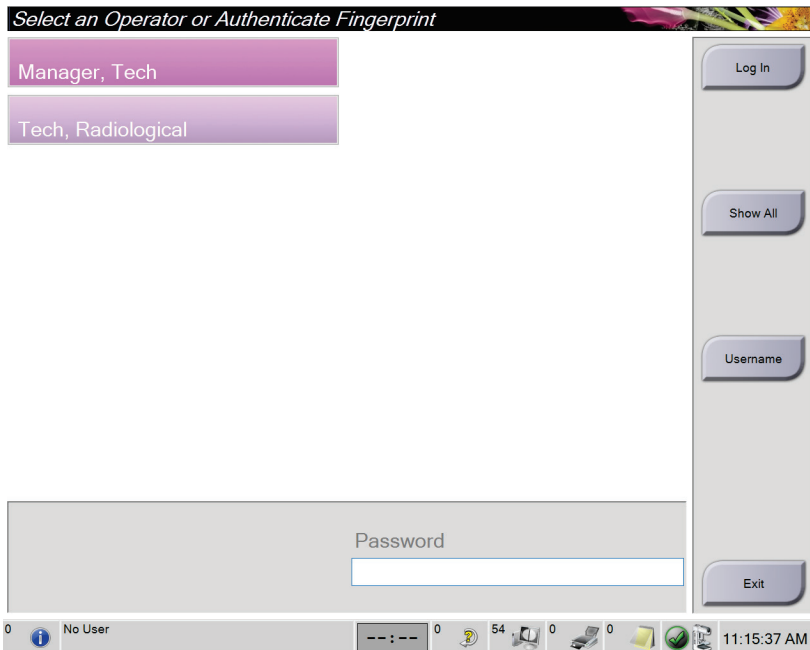 Select an Operator or Authenticate Fingerprint
Manager, Tech
Log In
Tech, Radiological
Show All
Username
Password
Exit
0 No User --:-- 0 54 0 0 11:15:37 AM